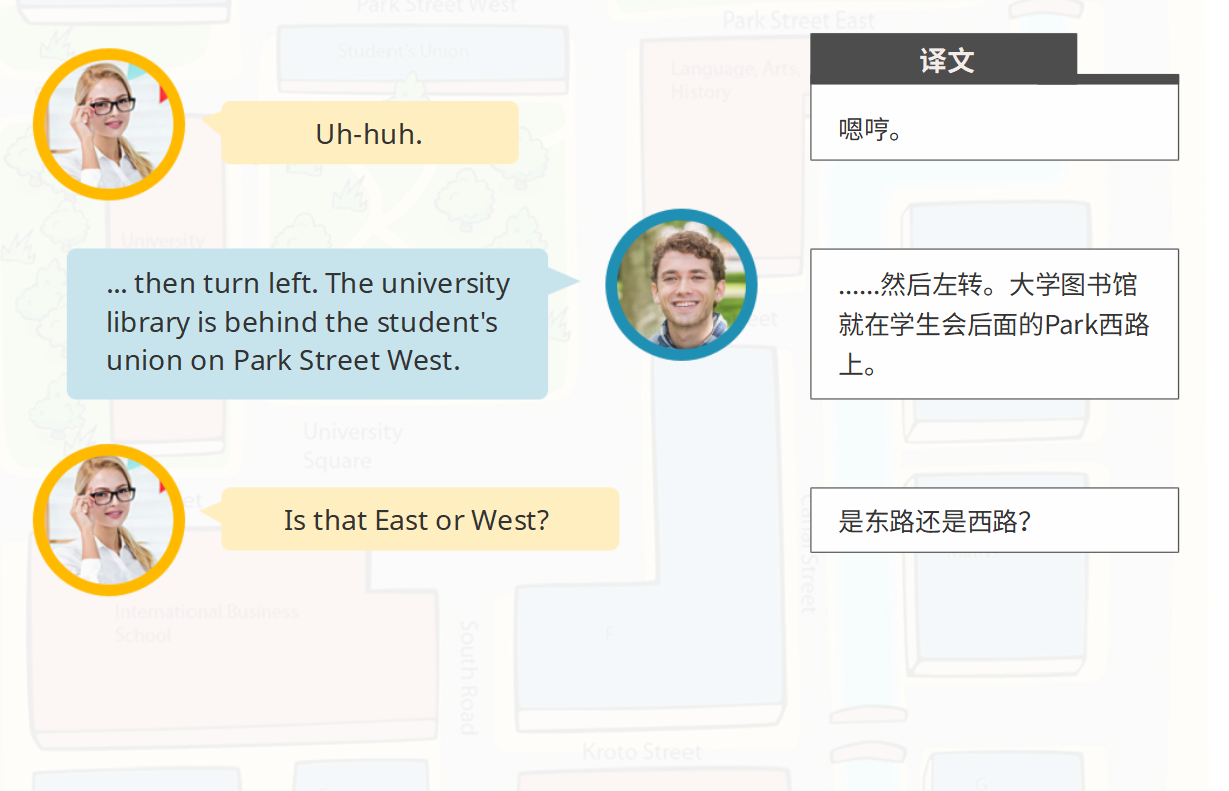 Park Street West
Park Street East
Student's Union
Language, Arts,
History
译文
Uh-huh.
嗯哼。
University
... then turn left. The university
library is behind the student's
union on Park Street West.
......然后左转。大学图书馆
就在学生会后面的Park西路
上。
University
Square
Is that East or West?
是东路还是西路?
Canal Street
International Business
School
F
South Road
Kroto Street